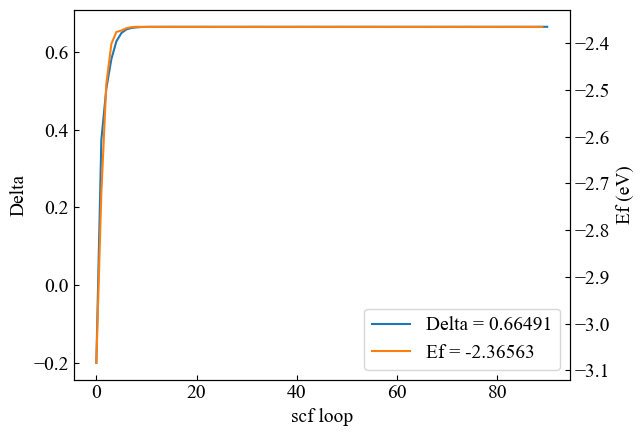 0.6
0.4
0.2
0.0
−0.2
Delta
−2.4
−2.5
−2.6
−2.7
−2.8
−2.9
−3.0
−3.1
Ef (eV)
Delta = 0.66491
Ef = -2.36563
0 20 40 60 80
scf loop